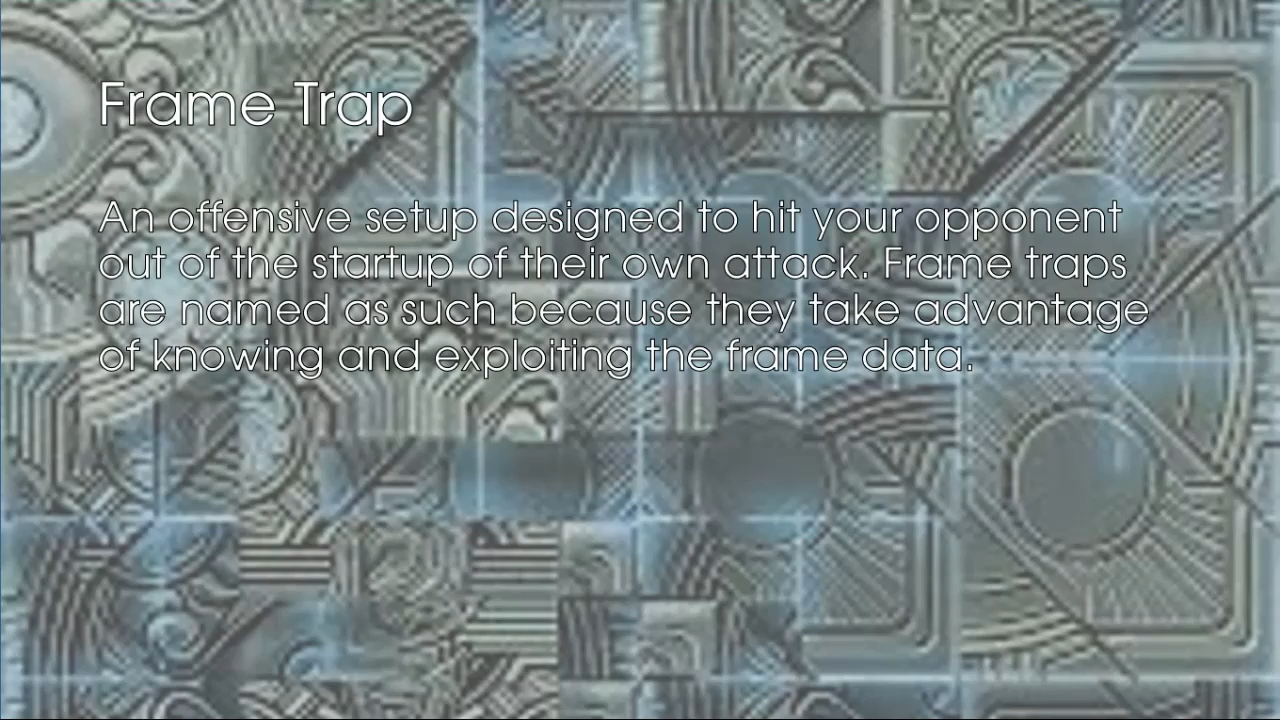 Frame Trap
An offensive setup designed to hit your opponent
out of the startup of their own attack. Frame traps
are named as such because they take advantage
of knowing and exploiting the frame data.